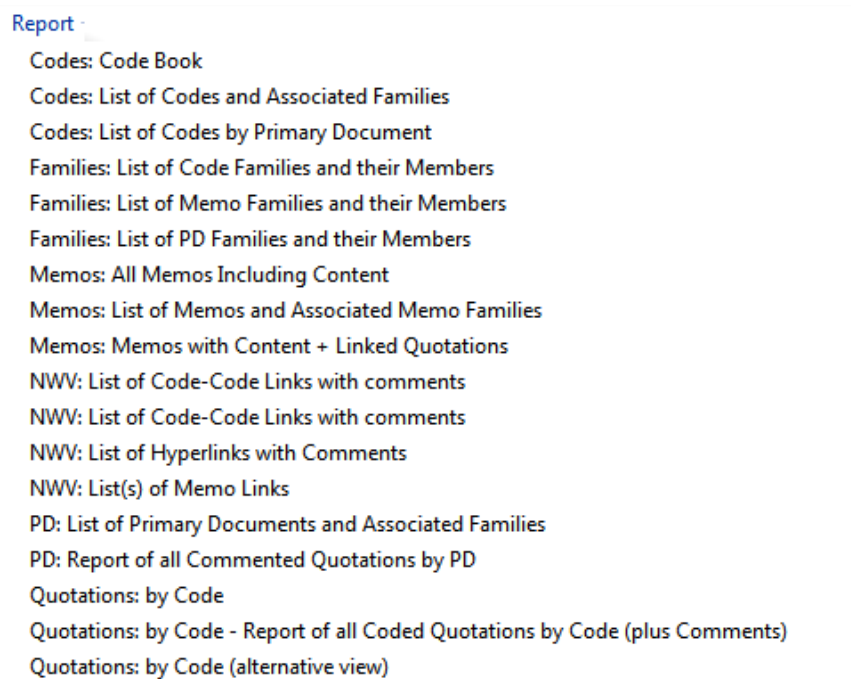 Report
Codes: Code Book
Codes: List of Codes and Associated Families
Codes: List of Codes by Primary Document
Families: List of Code Families and their Members
Families: List of Memo Families and their Members
Families: List of PD Families and their Members
Memos: All Memos Including Content
Memos: List of Memos and Associated Memo Families
Memos: Memos with Content + Linked Quotations
NWV: List of Code-Code Links with comments
NWV: List of Code-Code Links with comments
NWV: List of Hyperlinks with Comments
NWV: List(s) of Memo Links
PD: List of Primary Documents and Associated Families
PD: Report of all Commented Quotations by PD
Quotations: by Code
Quotations: by Code - Report of all Coded Quotations by Code (plus Comments)
Quotations: by Code (alternative view)